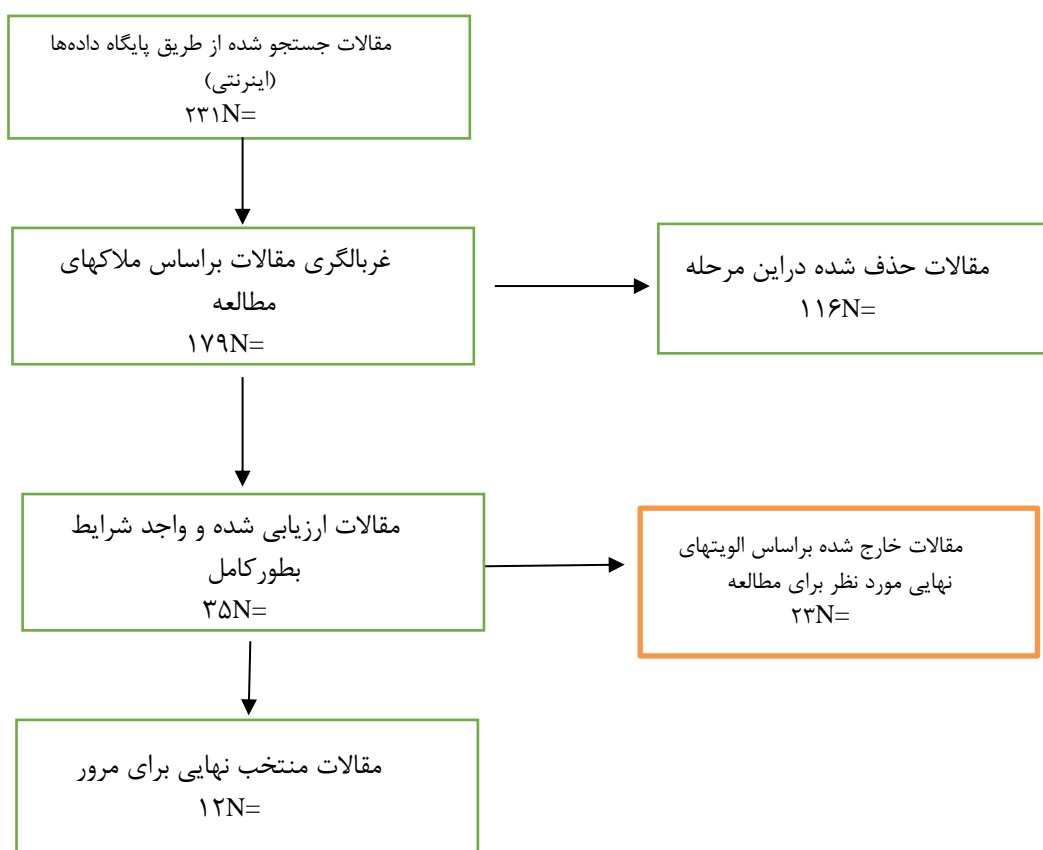 مقالات جستجو شده از طریق پایگاه داده‌ها
(اینرنتی)
۲۳۱N=
غربالگری مقالات براساس ملاکهای
مطالعه
۱۷۹N=
مقالات حذف شده دراین مرحله
۱۱۶N=
مقالات ارزیابی شده و واجد شرایط
بطورکامل
۳۵N=
مقالات خارج شده براساس الویتهای
نهایی مورد نظر برای مطالعه
۲۳N=
مقالات منتخب نهایی برای مرور
۱۲N=